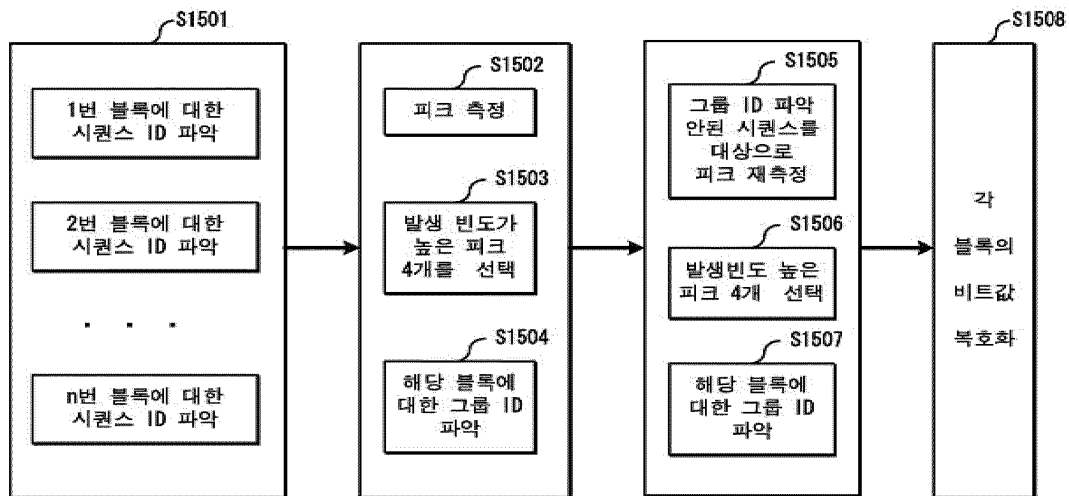 S1501
1번 블록에 대한
시퀀스 ID 파악
2번 블록에 대한
시퀀스 ID 파악
. . .
n번 블록에 대한
시퀀스 ID 파악
S1502
피크 측정
S1503
발생 빈도가
높은 피크
4개를 선택
S1504
해당 블록에
대한 그룹 ID
파악
S1505
그룹 ID 파악
안된 시퀀스를
대상으로
피크 재측정
S1506
발생빈도 높은
피크 4개 선택
S1507
해당 블록에
대한 그룹 ID
파악
S1508
각
블록의
비트값
복호화